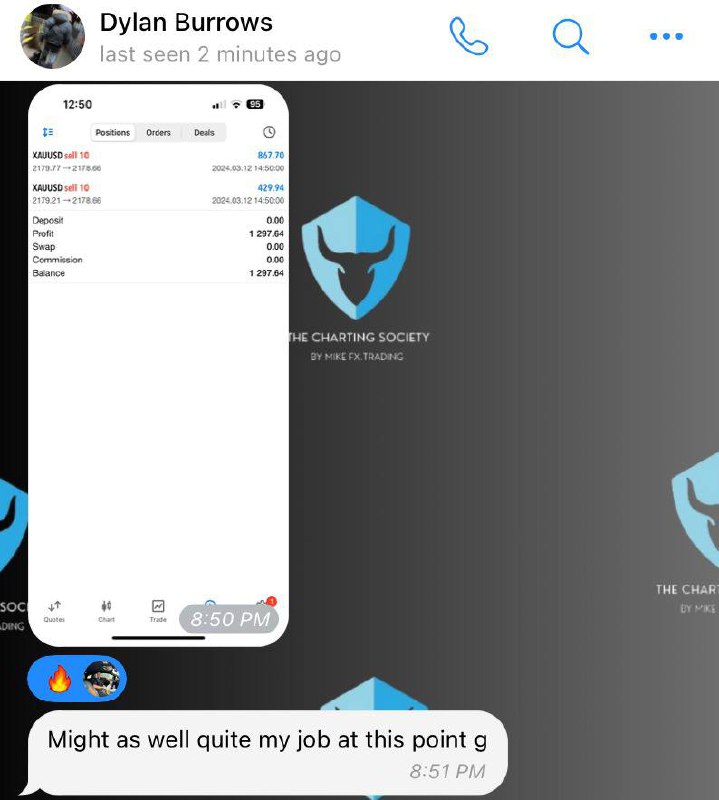 Dylan Burrows
last seen 2 minutes ago
12:50
95
Positions Orders Deals
XAUUSD sell 10 867.70
2179.77 → 2178.66 2024.03.12 14:50:00
XAUUSD sell 10 429.94
2179.21 → 2178.66 2024.03.12 14:50:00
Deposit 0.00
Profit 1 297.64
Swap 0.00
Commission 0.00
Balance 1 297.64
THE CHARTING SOCIETY
BY MIKE FX.TRADING
THE CHAR
BY MIKE
SOCI
DING
Quotes Chart Trade
1
8:50 PM
Might as well quite my job at this point g
8:51 PM